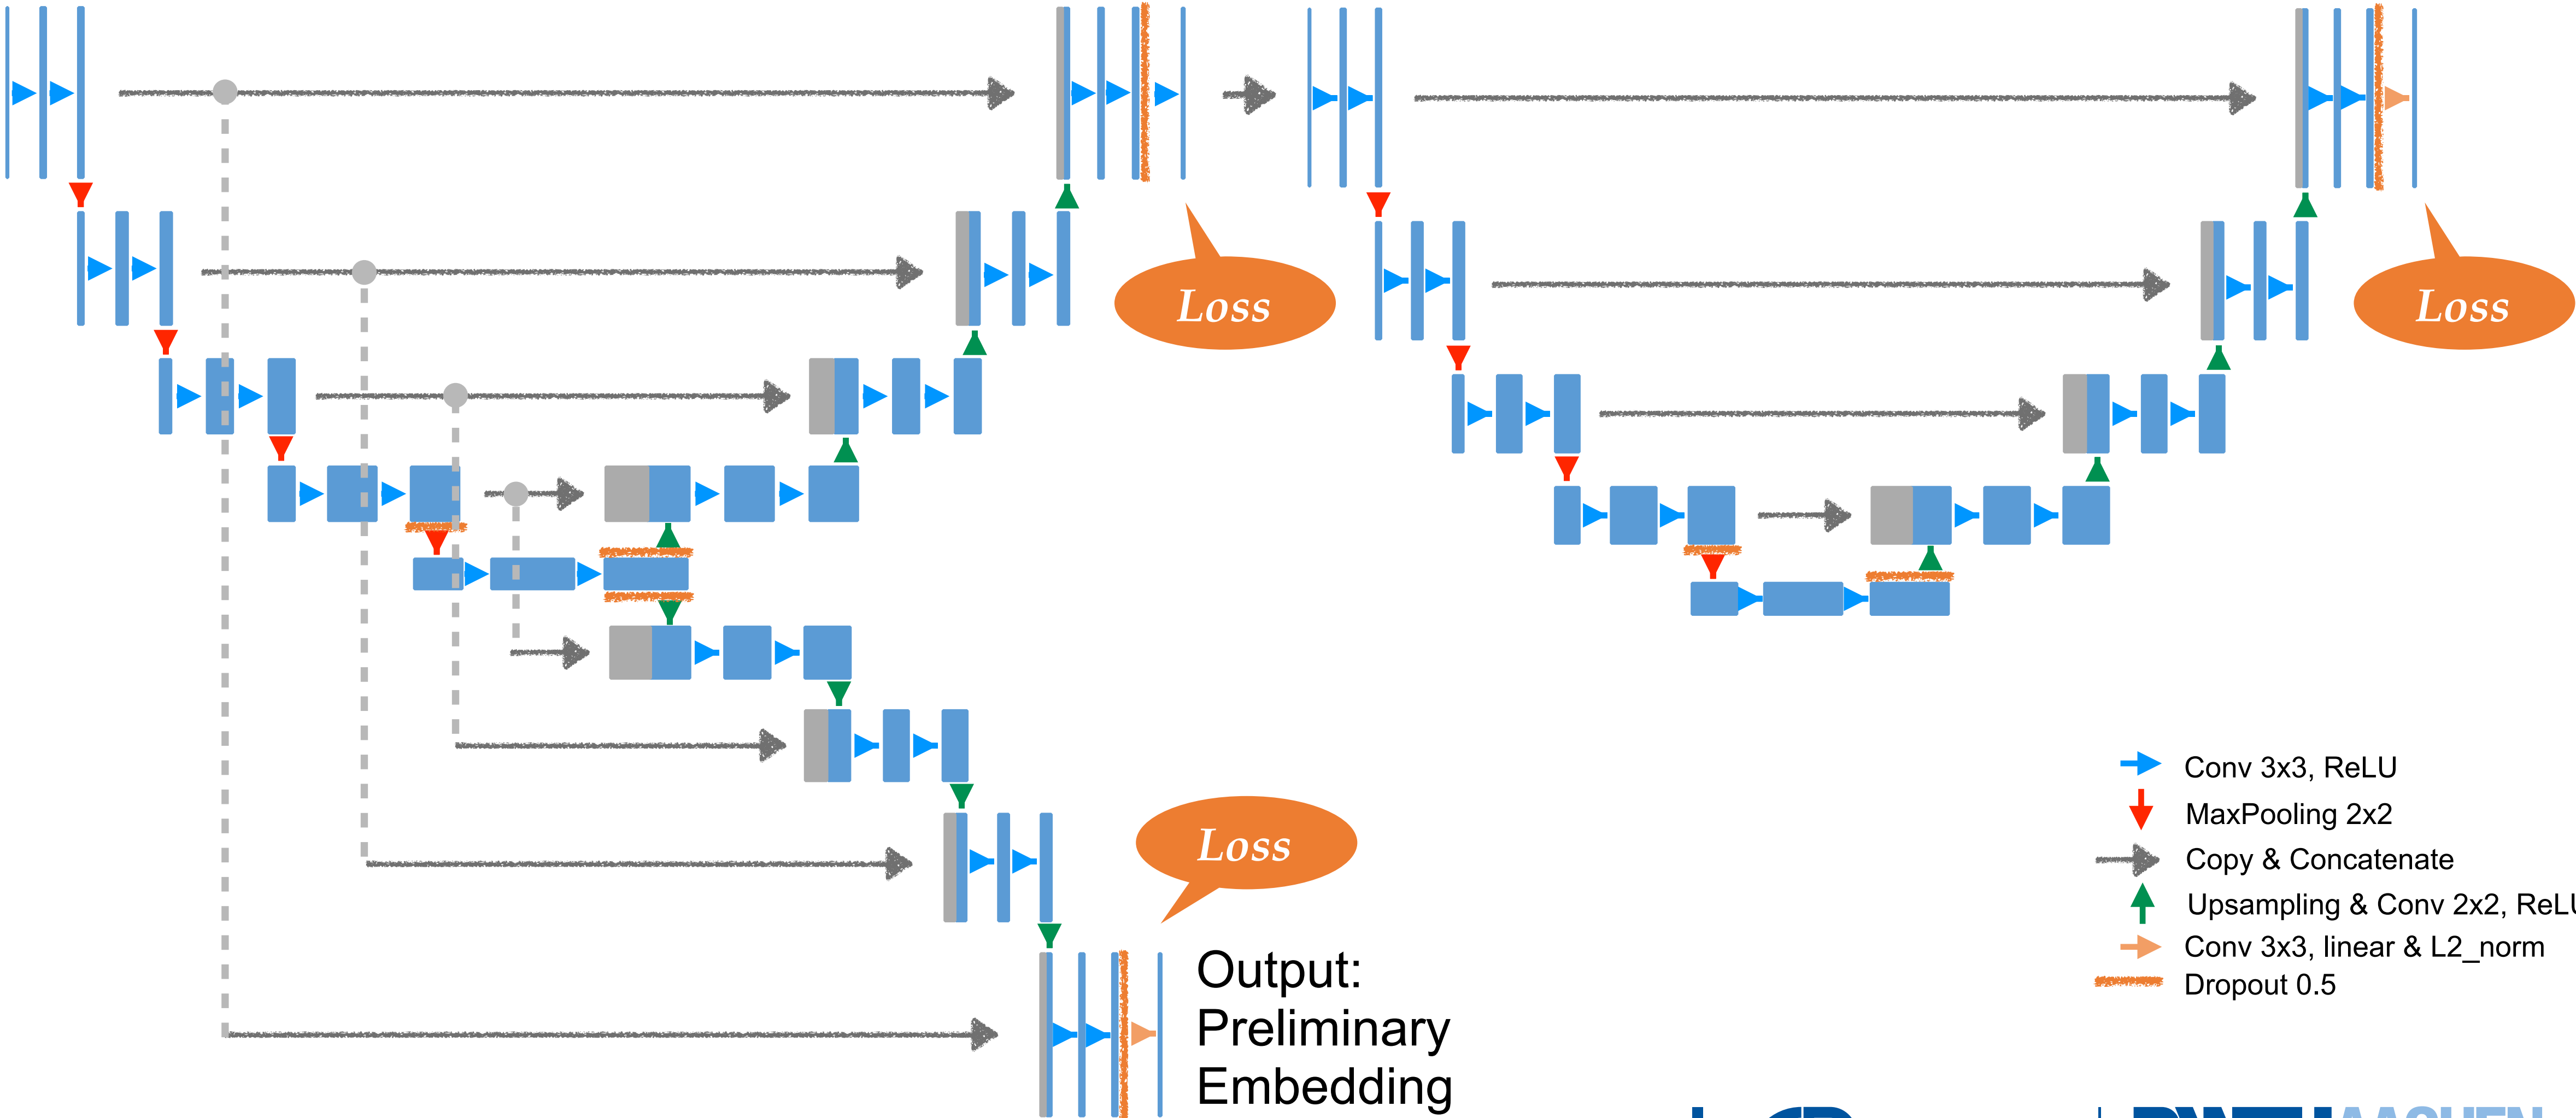 Loss
Loss
Loss
Conv 3x3, ReLU
MaxPooling 2x2
Copy & Concatenate
Upsampling & Conv 2x2, ReLU
Conv 3x3, linear & L2_norm
Dropout 0.5
Output:
Preliminary
Embedding